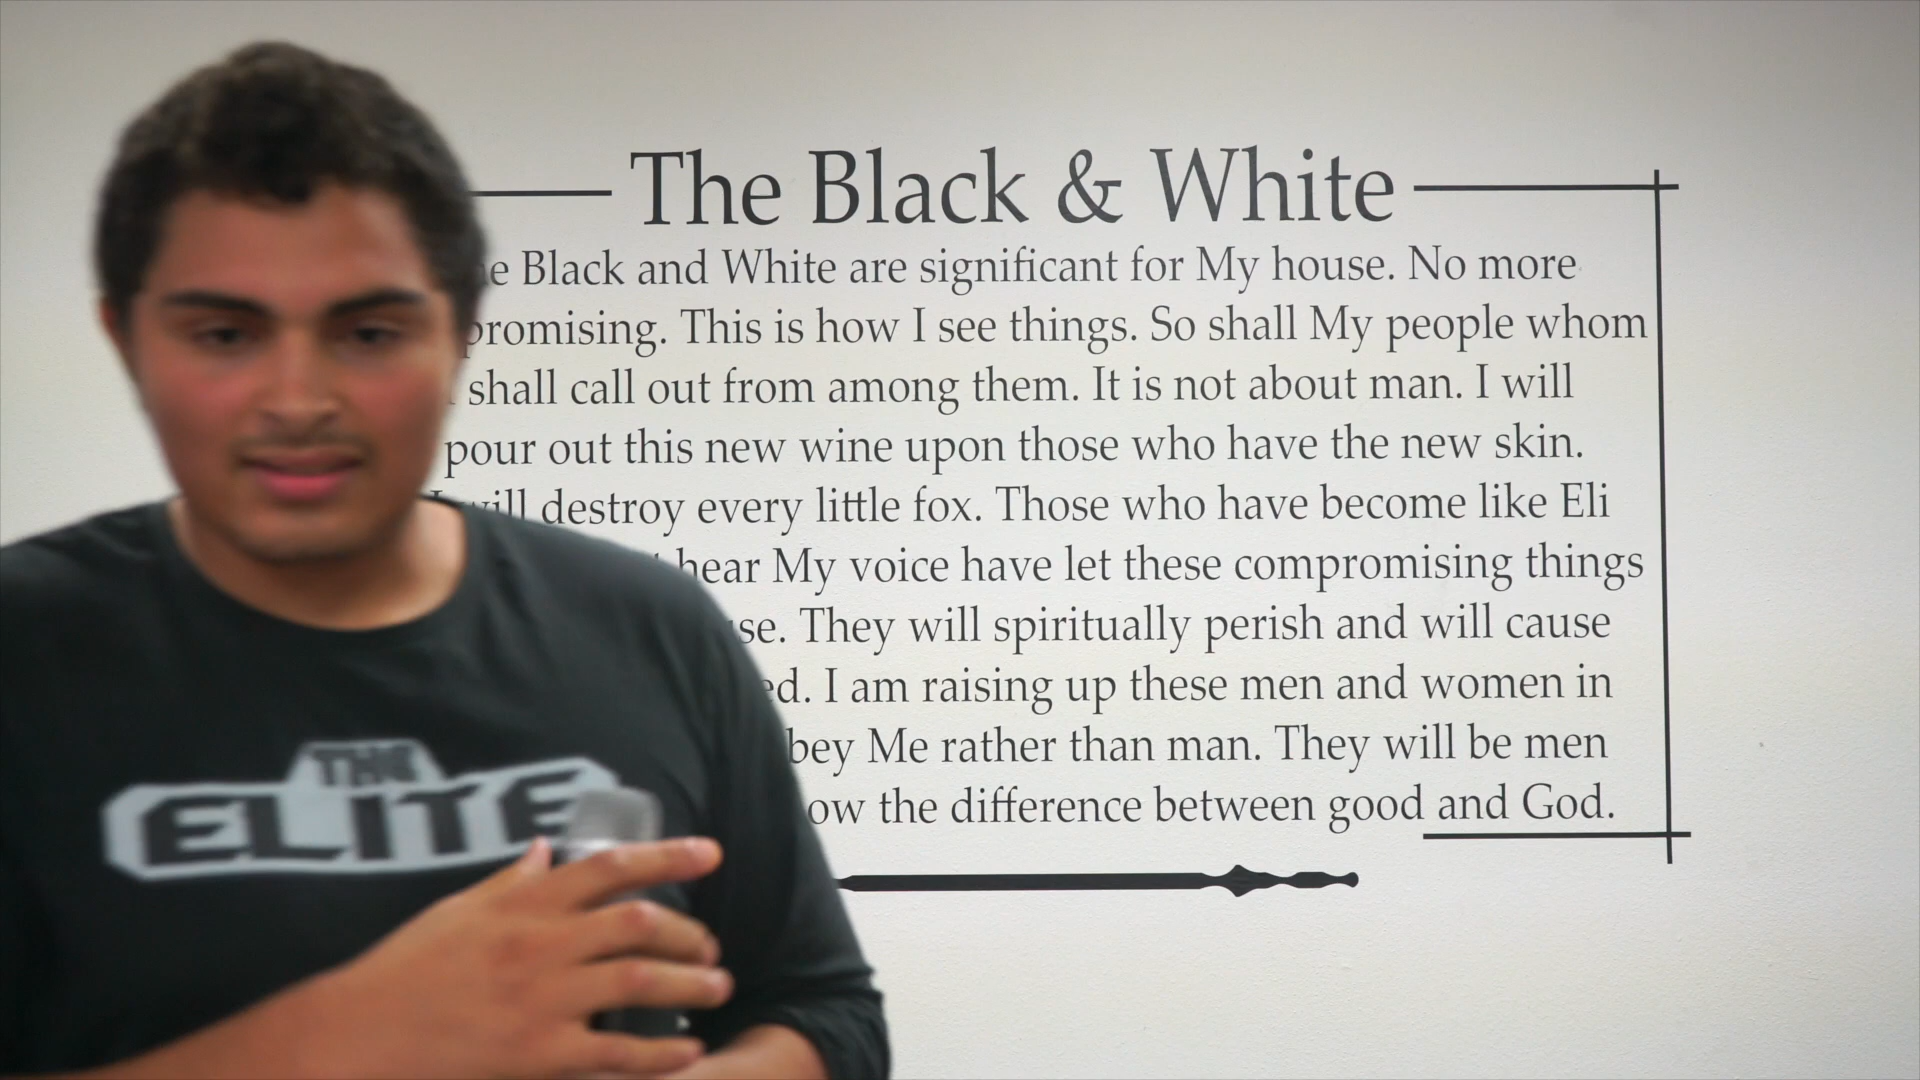 The Black & White
Black and White are significant for My house. No more
This is how I see things. So shall My people whom
shall call out from among them. It is not about man. I will
pour out this new wine upon those who have the new skin.
I will destroy every little fox. Those who have become like Eli
hear My voice have let these compromising things
They will spiritually perish and will cause
I am raising up these men and women in
Me rather than man. They will be men
the difference between good and God.
THE
ELITE